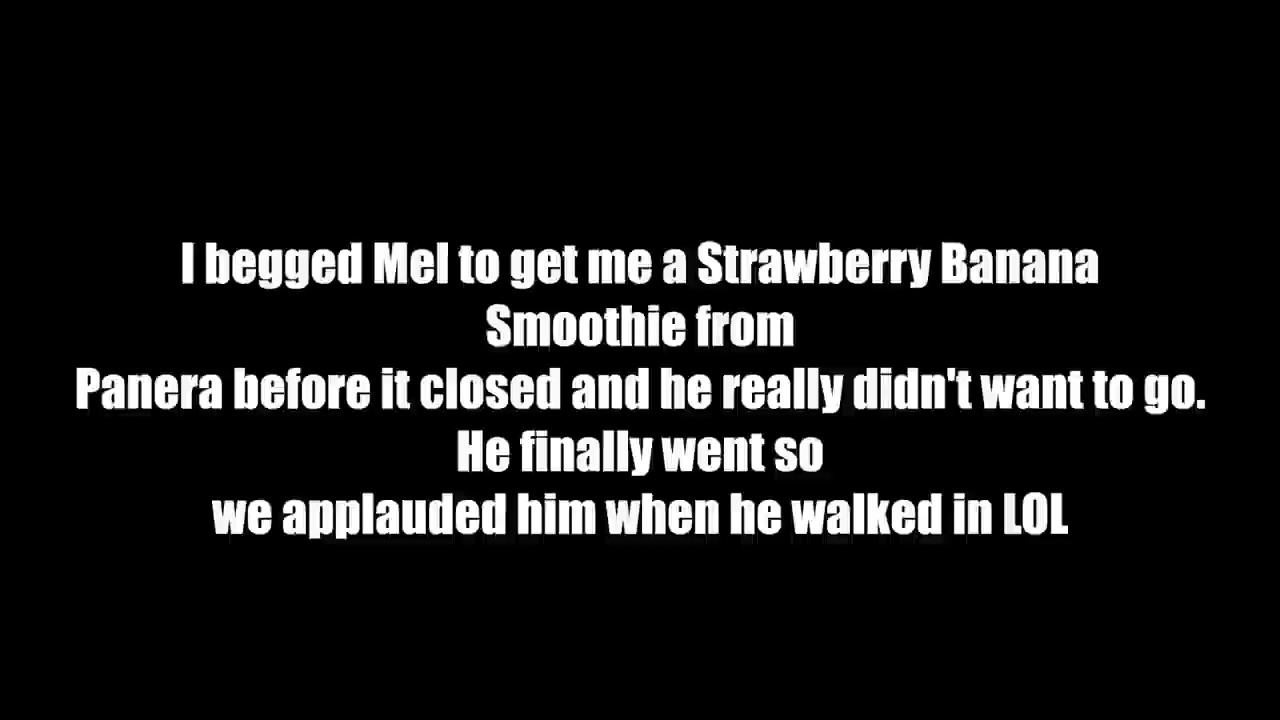 I begged Mel to get me a Strawberry Banana
Smoothie from
Panera before it closed and he really didn't want to go.
He finally went so
we applauded him when he walked in LOL